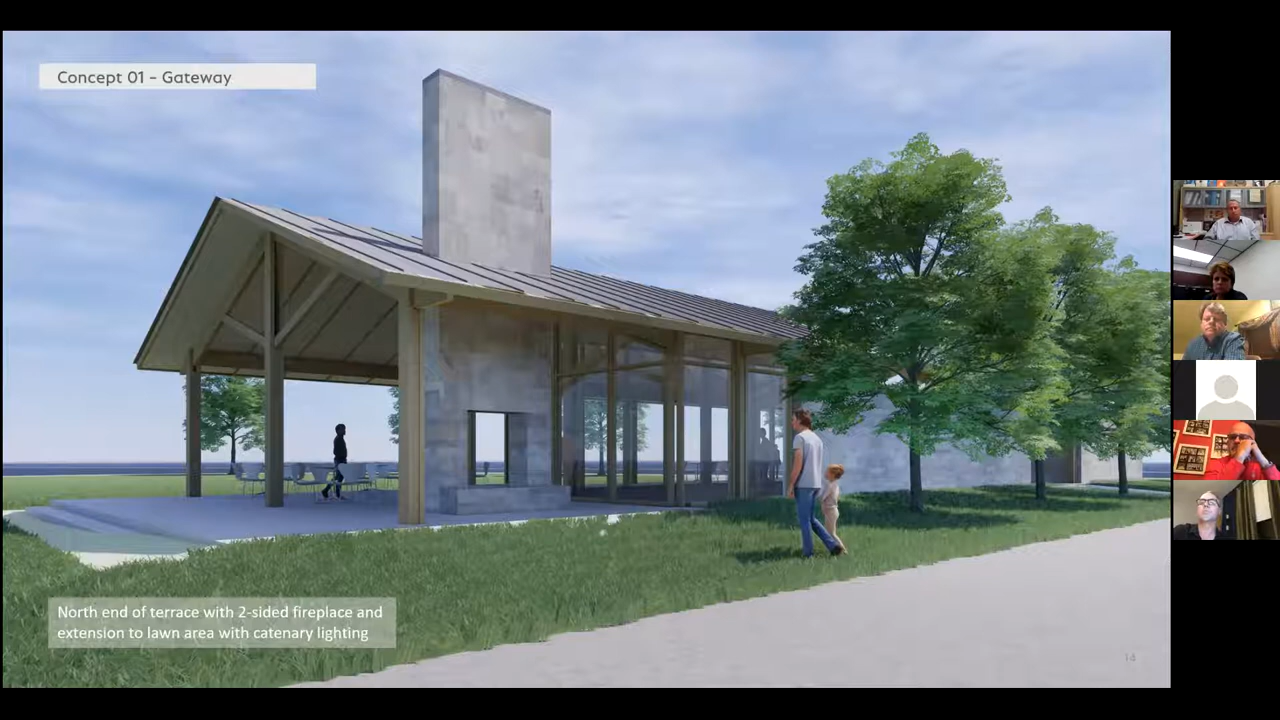 Concept 01 - Gateway
North end of terrace with 2-sided fireplace and
extension to lawn area with catenary lighting